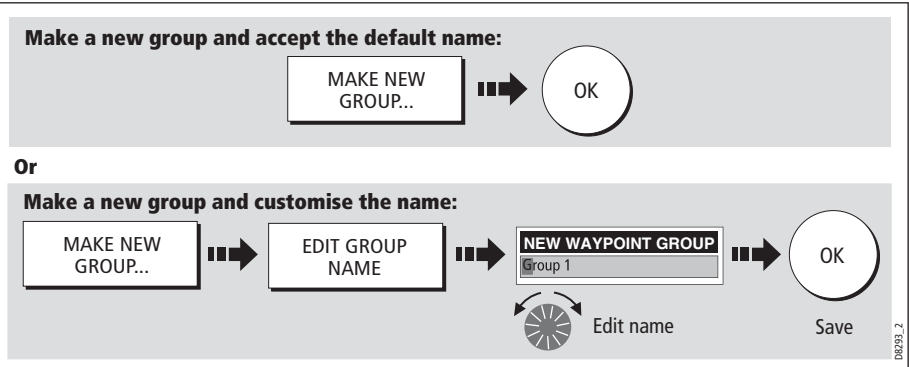 Make a new group and accept the default name:
MAKE NEW
GROUP...
OK
Or
Make a new group and customise the name:
MAKE NEW
GROUP...
EDIT GROUP
NAME
NEW WAYPOINT GROUP
Group 1
OK
Edit name
Save
D8293_2